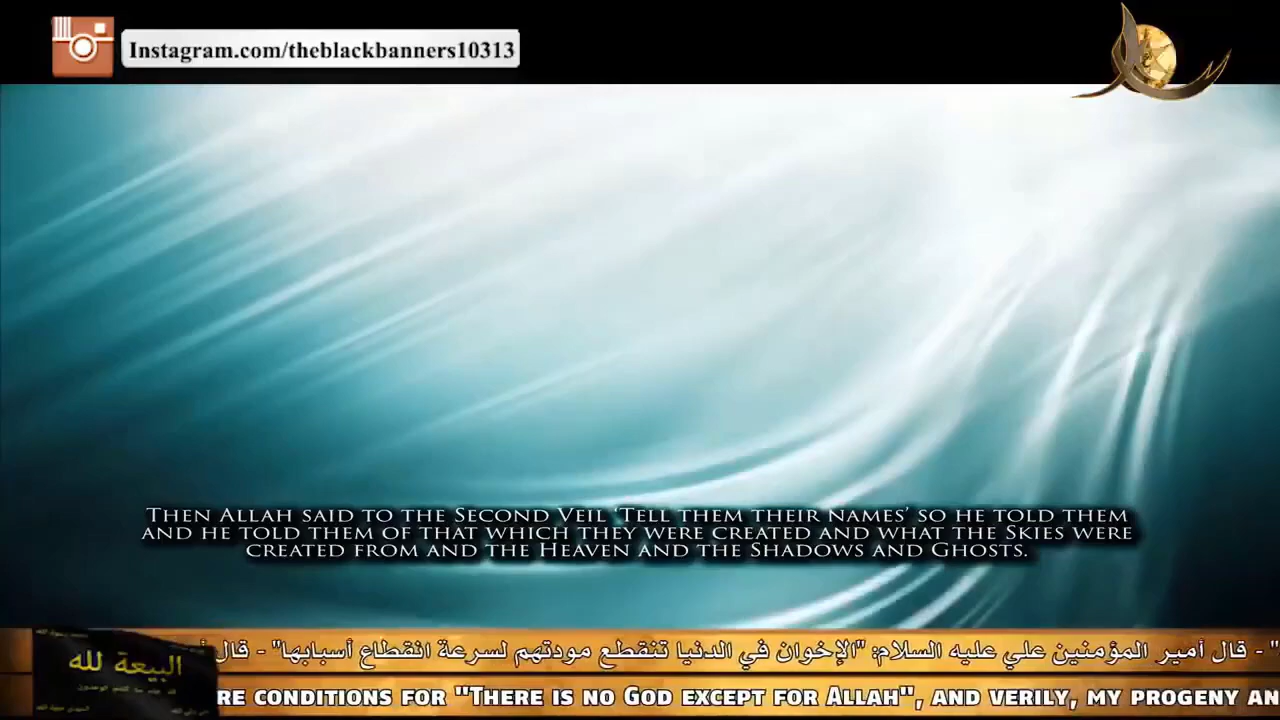 Instagram.com/theblackbanners10313
Then Allah said to the Second Veil ‘Tell them their names’ so he told them
and he told them of that which they were created and what the Skies were
created from and the Heaven and the Shadows and Ghosts.
" - قال أمير المؤمنين علي عليه السلام: "الإخوان في الدنيا تنقطع مودتهم لسرعة انقطاع أسبابها" - قال
البيعة لله
re conditions for "There is no God except for Allah", and verily, my progeny an